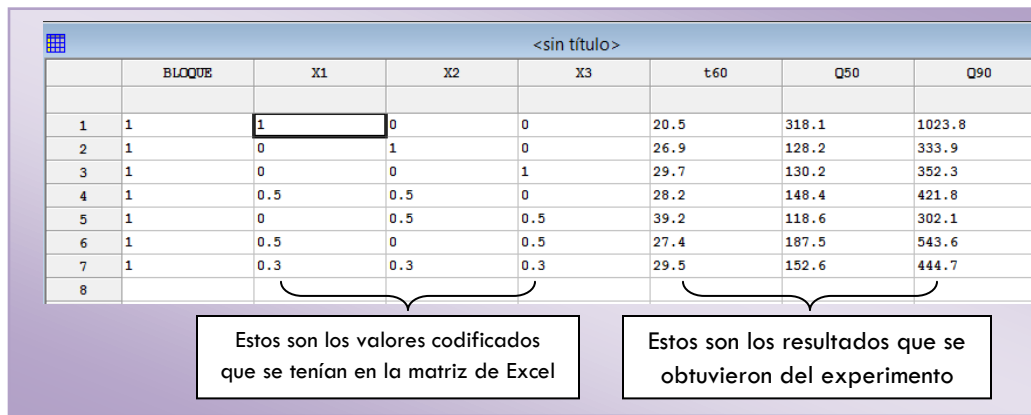 <sin título>
BLOQUE X1 X2 X3 t60 Q50 Q90
1 1 1 0 0 20.5 318.1 1023.8
2 1 0 1 0 26.9 128.2 333.9
3 1 0 0 1 29.7 130.2 352.3
4 1 0.5 0.5 0 28.2 148.4 421.8
5 1 0 0.5 0.5 39.2 118.6 302.1
6 1 0.5 0 0.5 27.4 187.5 543.6
7 1 0.3 0.3 0.3 29.5 152.6 444.7
8
Estos son los valores codificados
que se tenían en la matriz de Excel
Estos son los resultados que se
obtuvieron del experimento